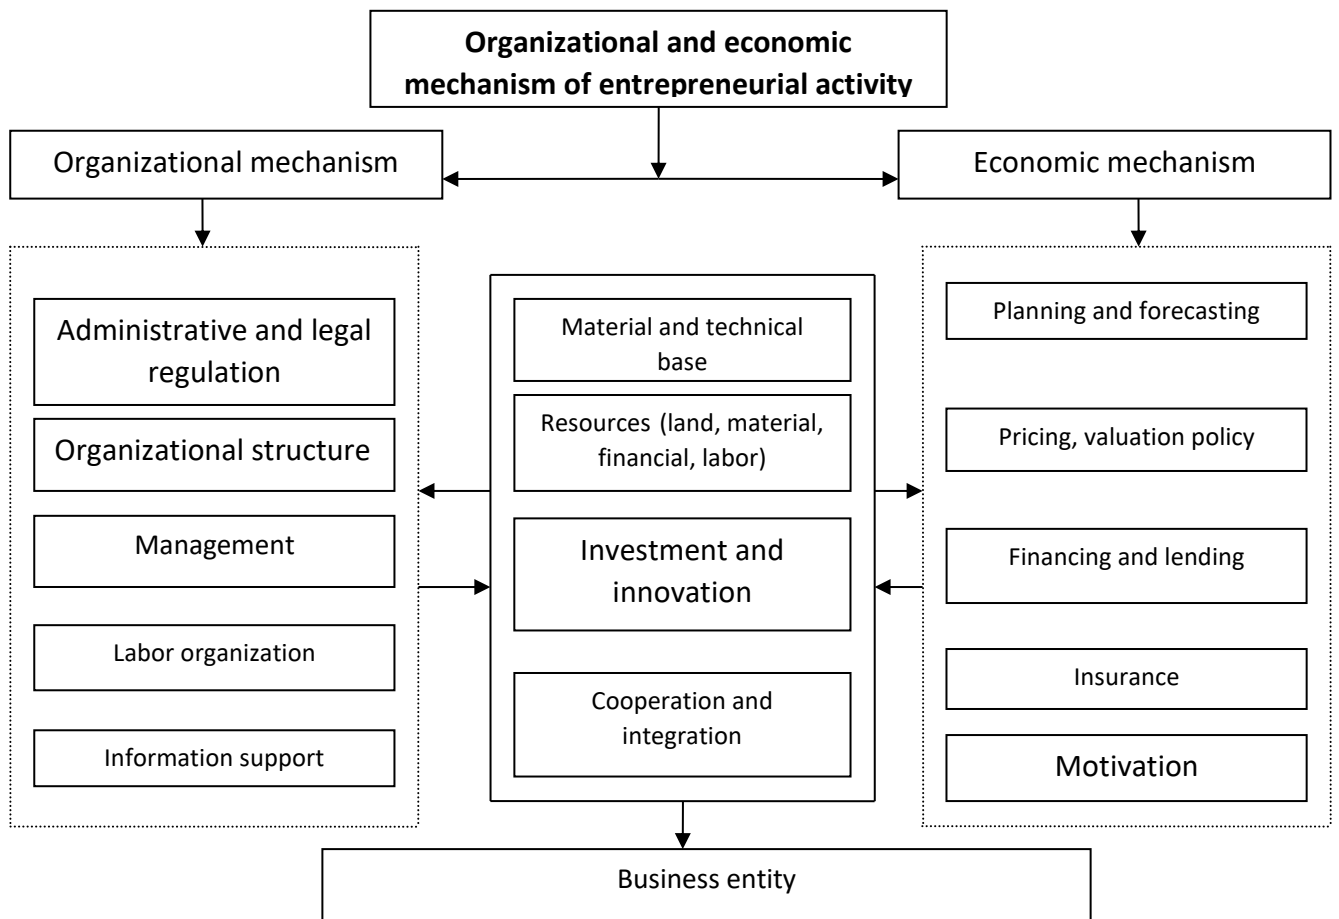 Organizational and economic
mechanism of entrepreneurial activity
Organizational mechanism
Economic mechanism
Administrative and legal
regulation
Organizational structure
Management
Labor organization
Information support
Material and technical
base
Resources (land, material,
financial, labor)
Investment and
innovation
Cooperation and
integration
Planning and forecasting
Pricing, valuation policy
Financing and lending
Insurance
Motivation
Business entity